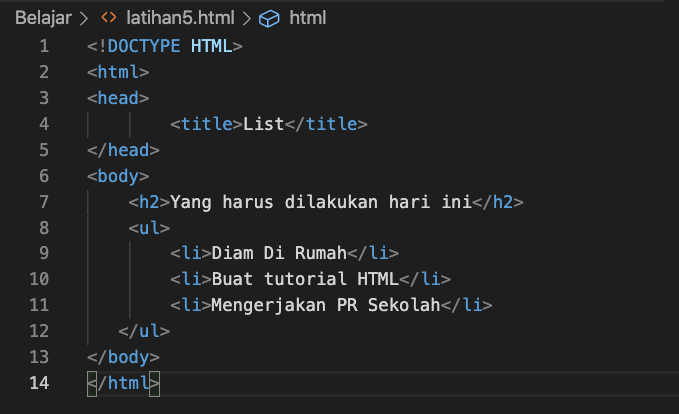 Belajar > <> latihan5.html > html
1 <!DOCTYPE HTML>
2 <html>
3 <head>
4         <title>List</title>
5 </head>
6 <body>
7     <h2>Yang harus dilakukan hari ini</h2>
8     <ul>
9         <li>Diam Di Rumah</li>
10         <li>Buat tutorial HTML</li>
11         <li>Mengerjakan PR Sekolah</li>
12    </ul>
13 </body>
14 </html>